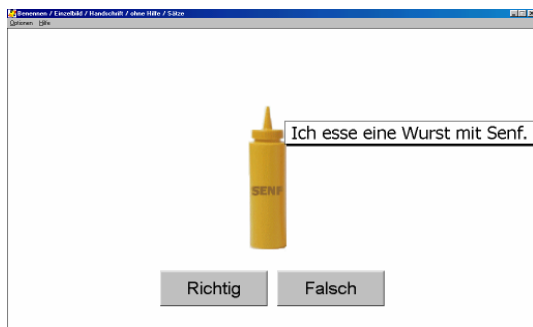 Benennen / Einzelbild / Handschrift / ohne Hilfe / Sätze
Optionen Hilfe
Ich esse eine Wurst mit Senf.
SENF
Richtig Falsch